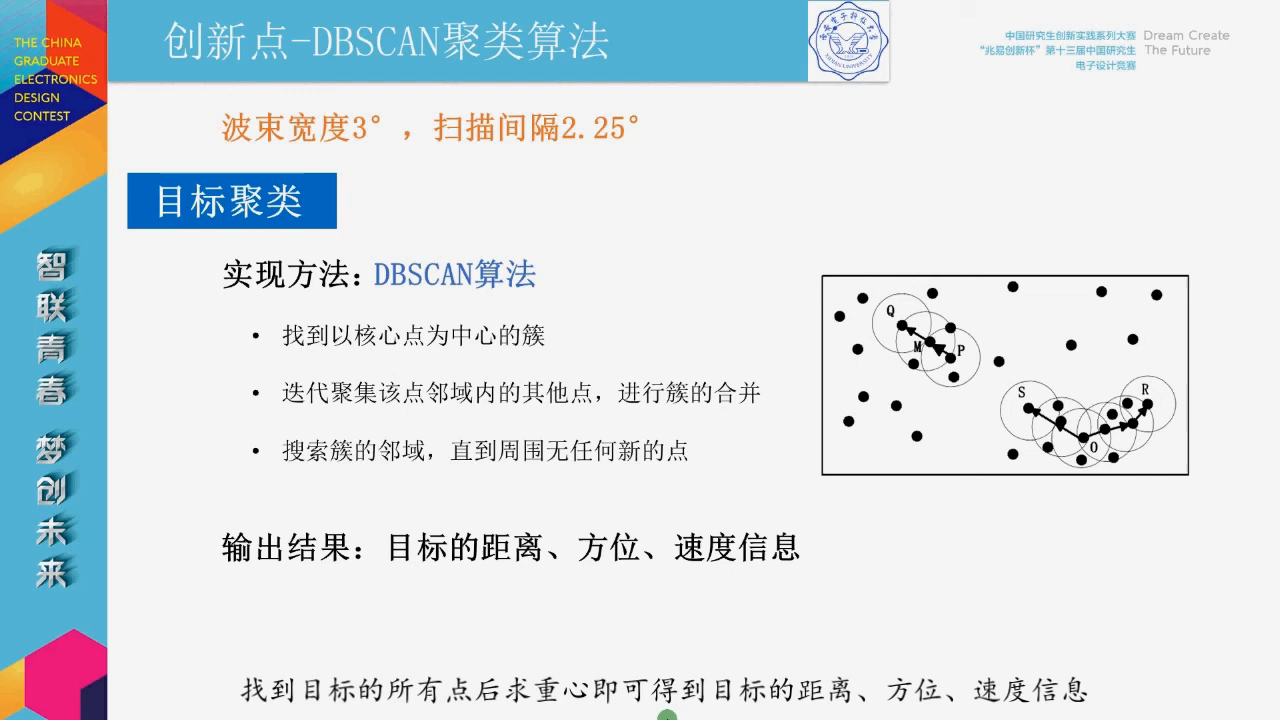 THE CHINA
GRADUATE
ELECTRONICS
DESIGN
CONTEST
智联青春 梦创未来
创新点-DBSCAN聚类算法
中国研究生创新实践系列大赛
“兆易创新杯”第十三届中国研究生
电子设计竞赛
Dream Create
The Future
波束宽度3°，扫描间隔2.25°
目标聚类
实现方法：DBSCAN算法
• 找到以核心点为中心的簇
• 迭代聚集该点邻域内的其他点，进行簇的合并
• 搜索簇的邻域，直到周围无任何新的点
Q
M
P
S
R
O
输出结果：目标的距离、方位、速度信息
找到目标的所有点后求重心即可得到目标的距离、方位、速度信息